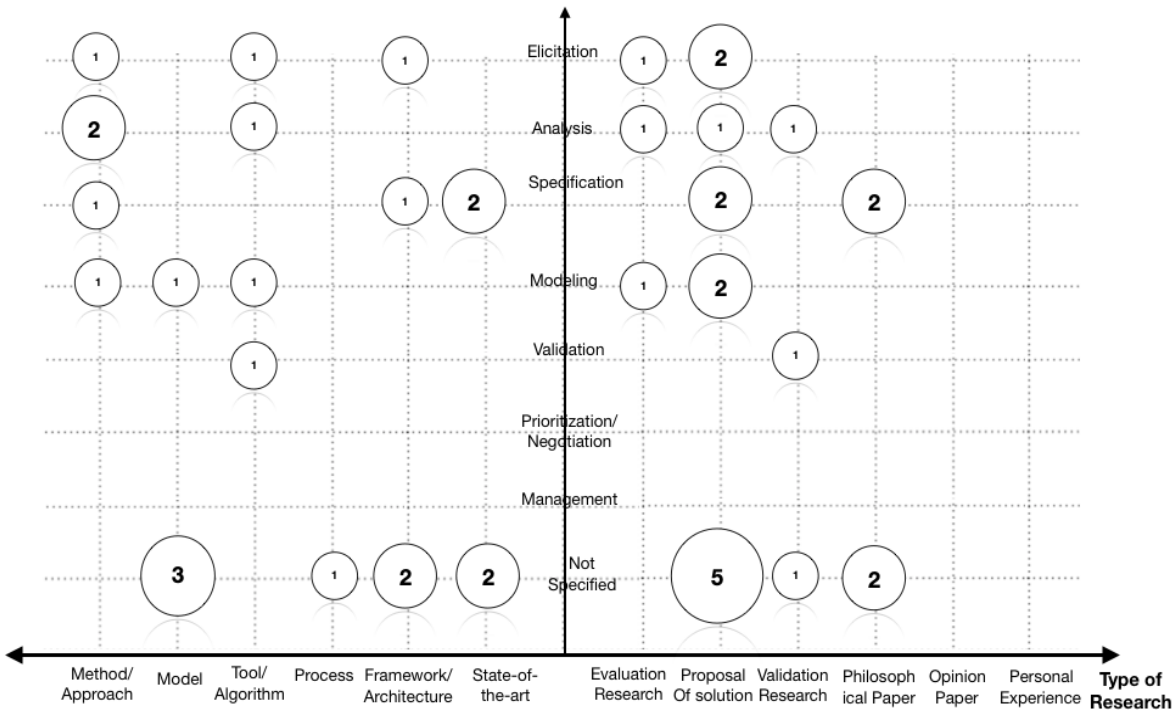 Elicitation
1 1 1 1 2
Analysis
2 1 1 1 1
Specification
1 1 2 2 2
Modeling
1 1 1 1 2
Validation
1 1
Prioritization/
Negotiation
Management
Not
Specified
3 1 2 2 5 1 2
Method/
Approach
Model
Tool/
Algorithm
Process
Framework/
Architecture
State-of-
the-art
Evaluation
Research
Proposal
Of solution
Validation
Research
Philosoph
ical Paper
Opinion
Paper
Personal
Experience
Type of
Research